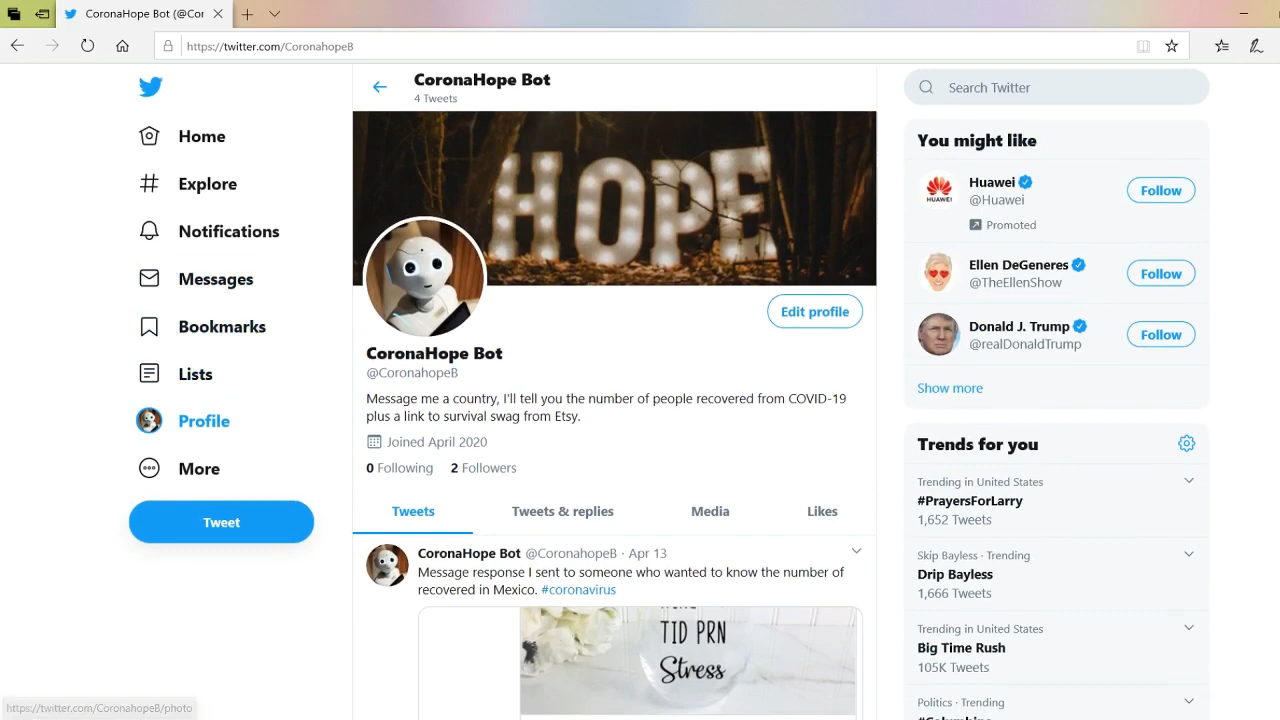 CoronaHope Bot (@Cor
https://twitter.com/CoronahopeB
Home
Explore
Notifications
Messages
Bookmarks
Lists
Profile
More
Tweet
https://twitter.com/CoronahopeB/photo
CoronaHope Bot
4 Tweets
HOPE
Edit profile
CoronaHope Bot
@CoronahopeB
Message me a country, I'll tell you the number of people recovered from COVID-19
plus a link to survival swag from Etsy.
Joined April 2020
0 Following 2 Followers
Tweets Tweets & replies Media Likes
CoronaHope Bot @CoronahopeB · Apr 13
Message response I sent to someone who wanted to know the number of
recovered in Mexico. #coronavirus
TID PRN
Stress
Search Twitter
You might like
Huawei
@Huawei
Promoted
Follow
HUAWEI
Ellen DeGeneres
@TheEllenShow
Follow
Donald J. Trump
@realDonaldTrump
Follow
Show more
Trends for you
Trending in United States
#PrayersForLarry
1,652 Tweets
Skip Bayless · Trending
Drip Bayless
1,666 Tweets
Trending in United States
Big Time Rush
105K Tweets
Politics · Trending